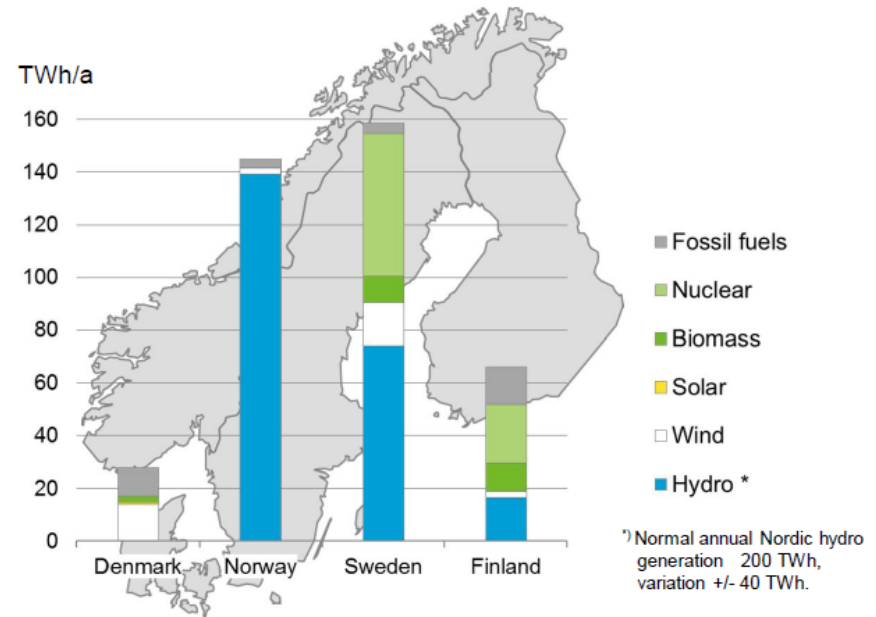 TWh/a
160
140
120
100
80
60
40
20
0
Denmark Norway Sweden Finland
Fossil fuels
Nuclear
Biomass
Solar
Wind
Hydro *
*) Normal annual Nordic hydro
generation 200 TWh,
variation +/- 40 TWh.